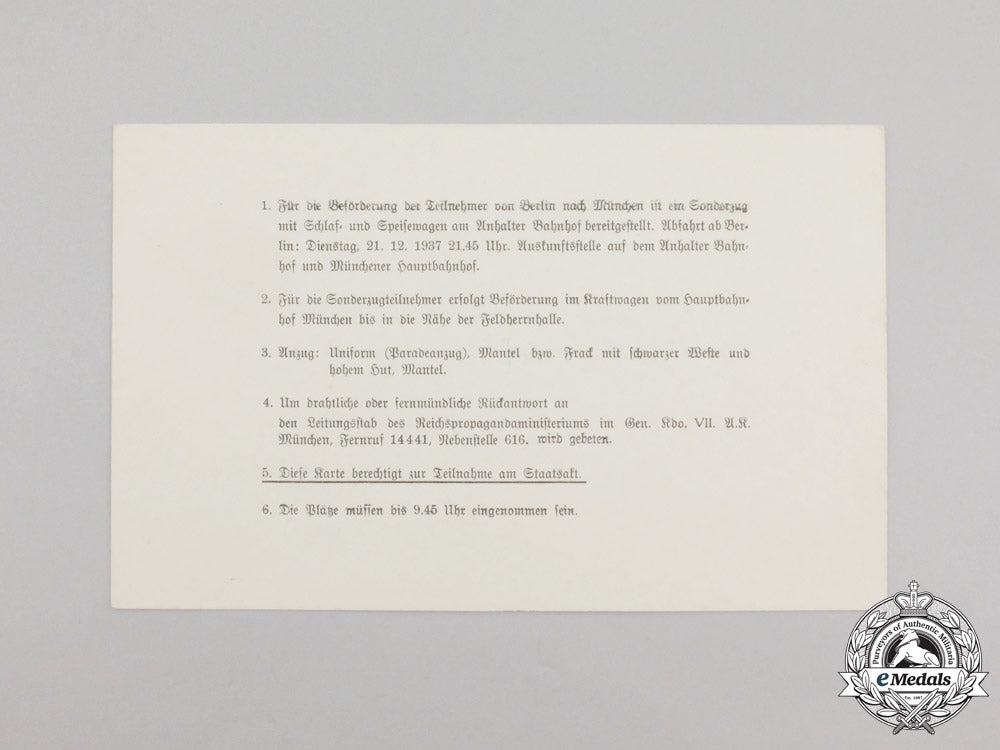 1. Für die Beförderung der Teilnehmer von Berlin nach München ist ein Sonderzug
mit Schlaf- und Speisewagen am Anhalter Bahnhof bereitgestellt. Abfahrt ab Ber-
lin: Dienstag, 21. 12. 1937 21.45 Uhr. Auskunftsstelle auf dem Anhalter Bahn-
hof und Münchener Hauptbahnhof.
2. Für die Sonderzugteilnehmer erfolgt Beförderung im Kraftwagen vom Hauptbahn-
hof München bis in die Nähe der Feldherrnhalle.
3. Anzug: Uniform (Paradeanzug), Mantel bzw. Frack mit schwarzer Weste und
hohem Hut, Mantel.
4. Um drahtliche oder fernmündliche Rückantwort an
den Leitungsstab des Reichspropagandaministeriums im Gen. Kdo. VII. A.K.
München, Fernruf 14441, Nebenstelle 616. wird gebeten.
5. Diese Karte berechtigt zur Teilnahme am Staatsakt.
6. Die Plätze müssen bis 9.45 Uhr eingenommen sein.
Purveyors of Authentic Militaria
eMedals
Est. 1987